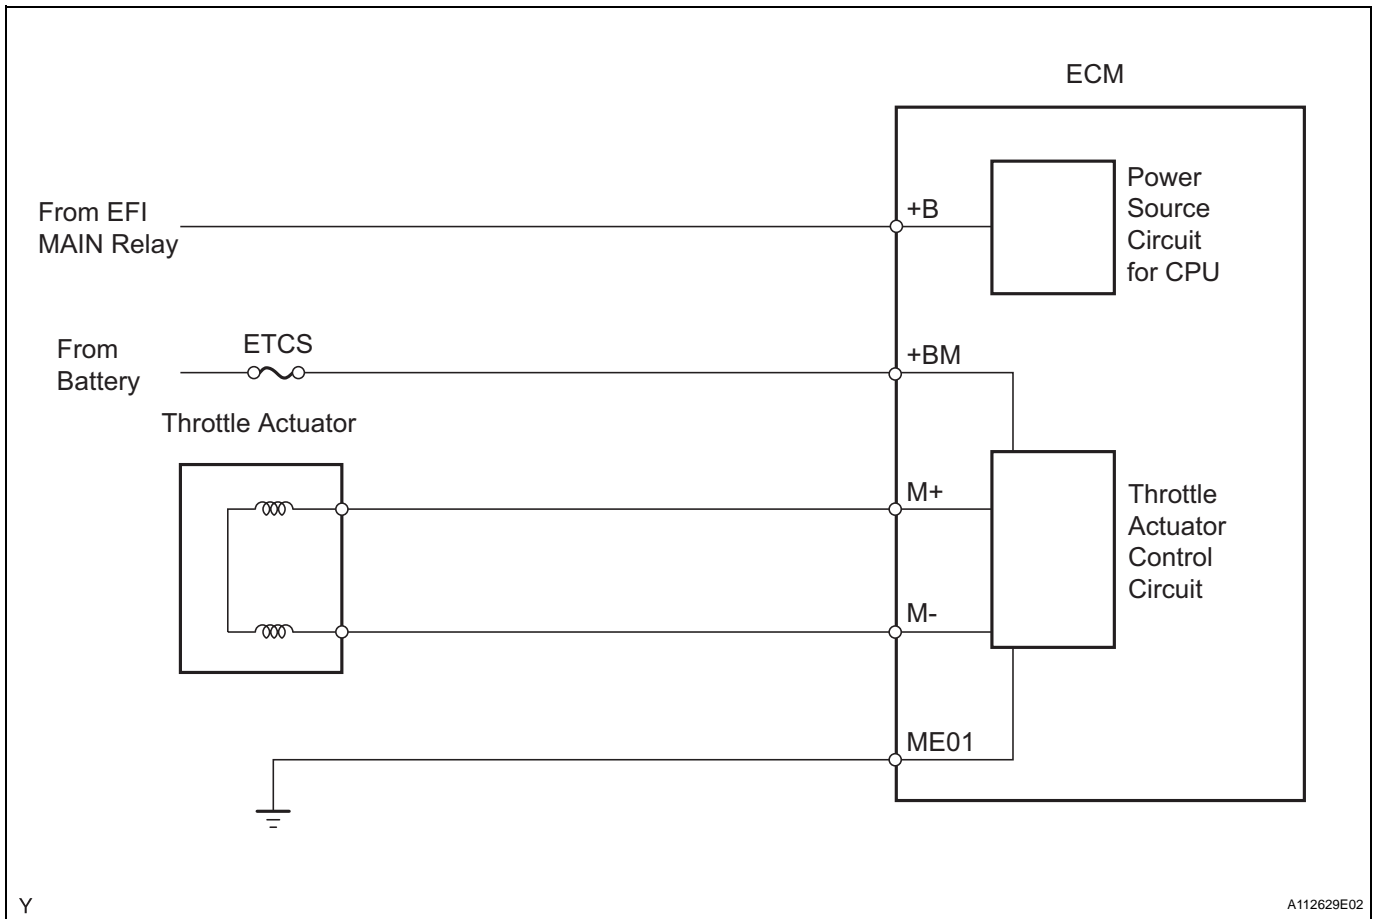 ECM
From EFI
MAIN Relay
+B
Power
Source
Circuit
for CPU
From
Battery
ETCS
+BM
Throttle Actuator
M+
Throttle
Actuator
Control
Circuit
M-
ME01
Y
A112629E02